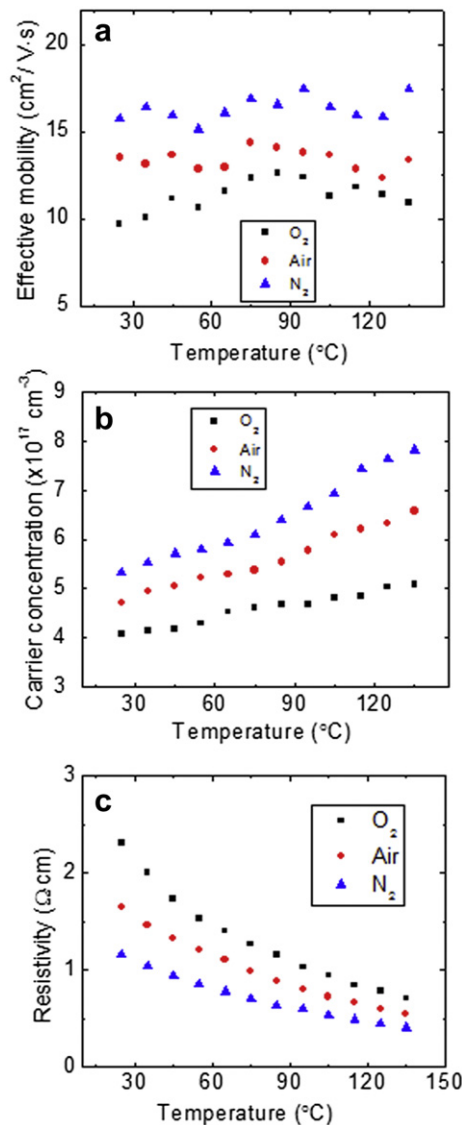 a
Effective mobility (cm²/ V·s)
20
15
10
5
O₂
Air
N₂
30 60 90 120
Temperature (°C)
b
Carrier concentration (x10¹⁷ cm⁻³)
9
8
7
6
5
4
3
O₂
Air
N₂
30 60 90 120
Temperature (°C)
c
Resistivity (Ω cm)
3
2
1
0
O₂
Air
N₂
30 60 90 120 150
Temperature (°C)